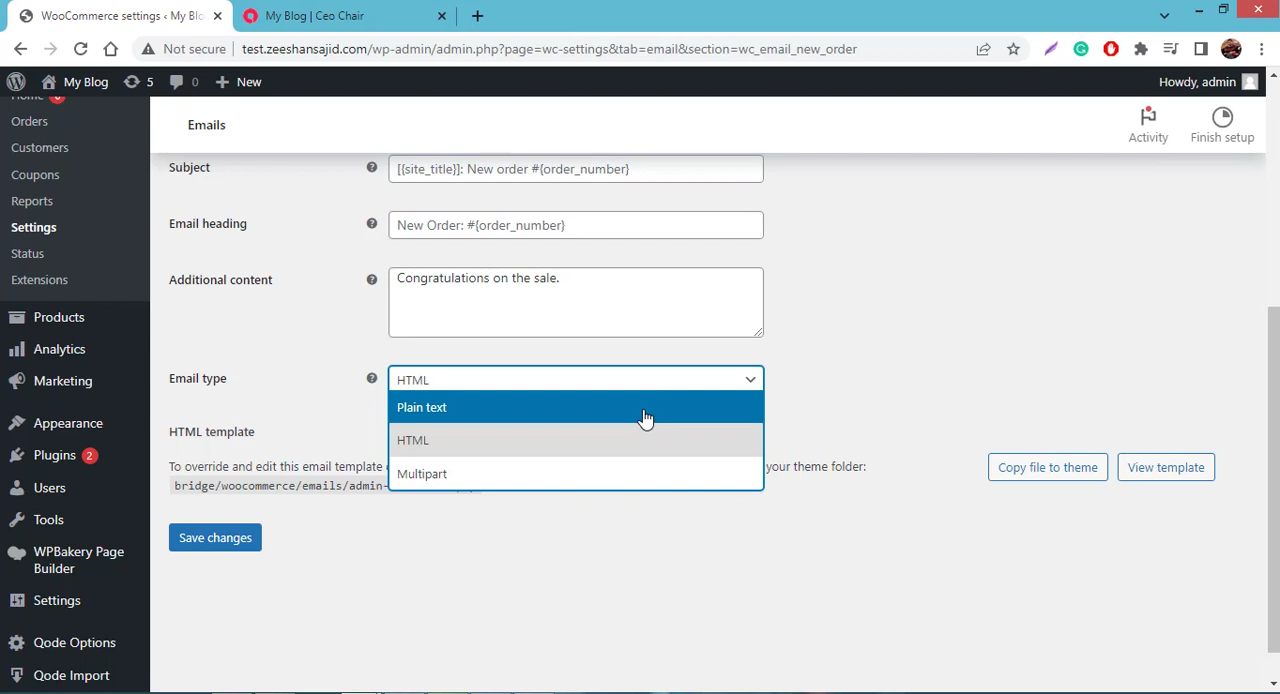 WooCommerce settings ‹ My Blo
My Blog | Ceo Chair
Not secure
test.zeeshansajid.com/wp-admin/admin.php?page=wc-settings&tab=email&section=wc_email_new_order
My Blog
5
0
New
Howdy, admin
Home
Orders
Customers
Coupons
Reports
Settings
Status
Extensions
Products
Analytics
Marketing
Appearance
Plugins 2
Users
Tools
WPBakery Page
Builder
Settings
Qode Options
Qode Import
Emails
Activity
Finish setup
Subject
[{site_title}]: New order #{order_number}
Email heading
New Order: #{order_number}
Additional content
Congratulations on the sale.
Email type
HTML
Plain text
HTML
Multipart
HTML template
To override and edit this email template
your theme folder:
bridge/woocommerce/emails/admin-
Copy file to theme
View template
Save changes